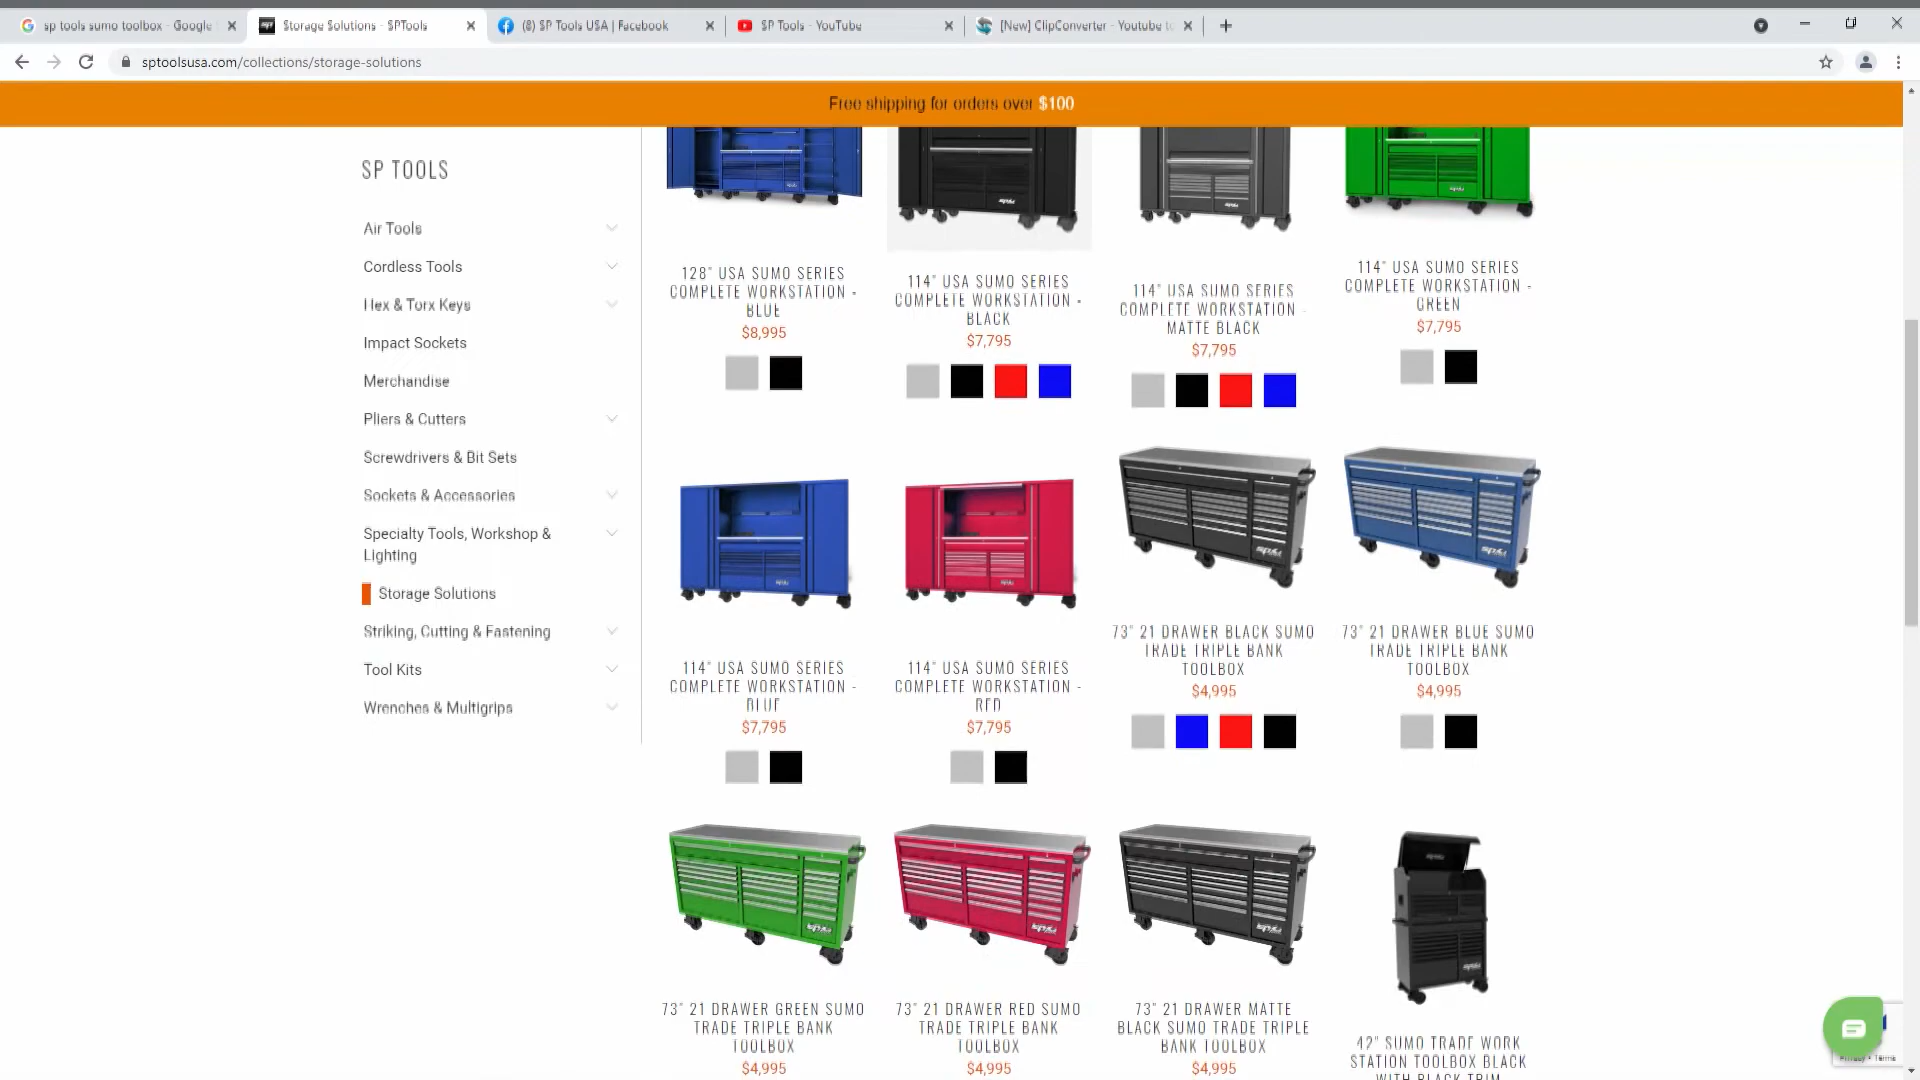 sp tools sumo toolbox - Google
Storage Solutions - SPTools
(8) SP Tools USA | Facebook
SP Tools - YouTube
[New] ClipConverter - Youtube to
sptoolsusa.com/collections/storage-solutions
Free shipping for orders over $100
SP TOOLS
Air Tools
Cordless Tools
Hex & Torx Keys
Impact Sockets
Merchandise
Pliers & Cutters
Screwdrivers & Bit Sets
Sockets & Accessories
Specialty Tools, Workshop &
Lighting
Storage Solutions
Striking, Cutting & Fastening
Tool Kits
Wrenches & Multigrips
128" USA SUMO SERIES
COMPLETE WORKSTATION -
BLUE
$8,995
114" USA SUMO SERIES
COMPLETE WORKSTATION -
BLACK
$7,795
114" USA SUMO SERIES
COMPLETE WORKSTATION -
MATTE BLACK
$7,795
114" USA SUMO SERIES
COMPLETE WORKSTATION -
GREEN
$7,795
114" USA SUMO SERIES
COMPLETE WORKSTATION -
BLUE
$7,795
114" USA SUMO SERIES
COMPLETE WORKSTATION -
RED
$7,795
73" 21 DRAWER BLACK SUMO
TRADE TRIPLE BANK
TOOLBOX
$4,995
73" 21 DRAWER BLUE SUMO
TRADE TRIPLE BANK
TOOLBOX
$4,995
73" 21 DRAWER GREEN SUMO
TRADE TRIPLE BANK
TOOLBOX
$4,995
73" 21 DRAWER RED SUMO
TRADE TRIPLE BANK
TOOLBOX
$4,995
73" 21 DRAWER MATTE
BLACK SUMO TRADE TRIPLE
BANK TOOLBOX
$4,995
42" SUMO TRADE WORK
STATION TOOLBOX BLACK
WITH BLACK TRIM
Privacy - Terms